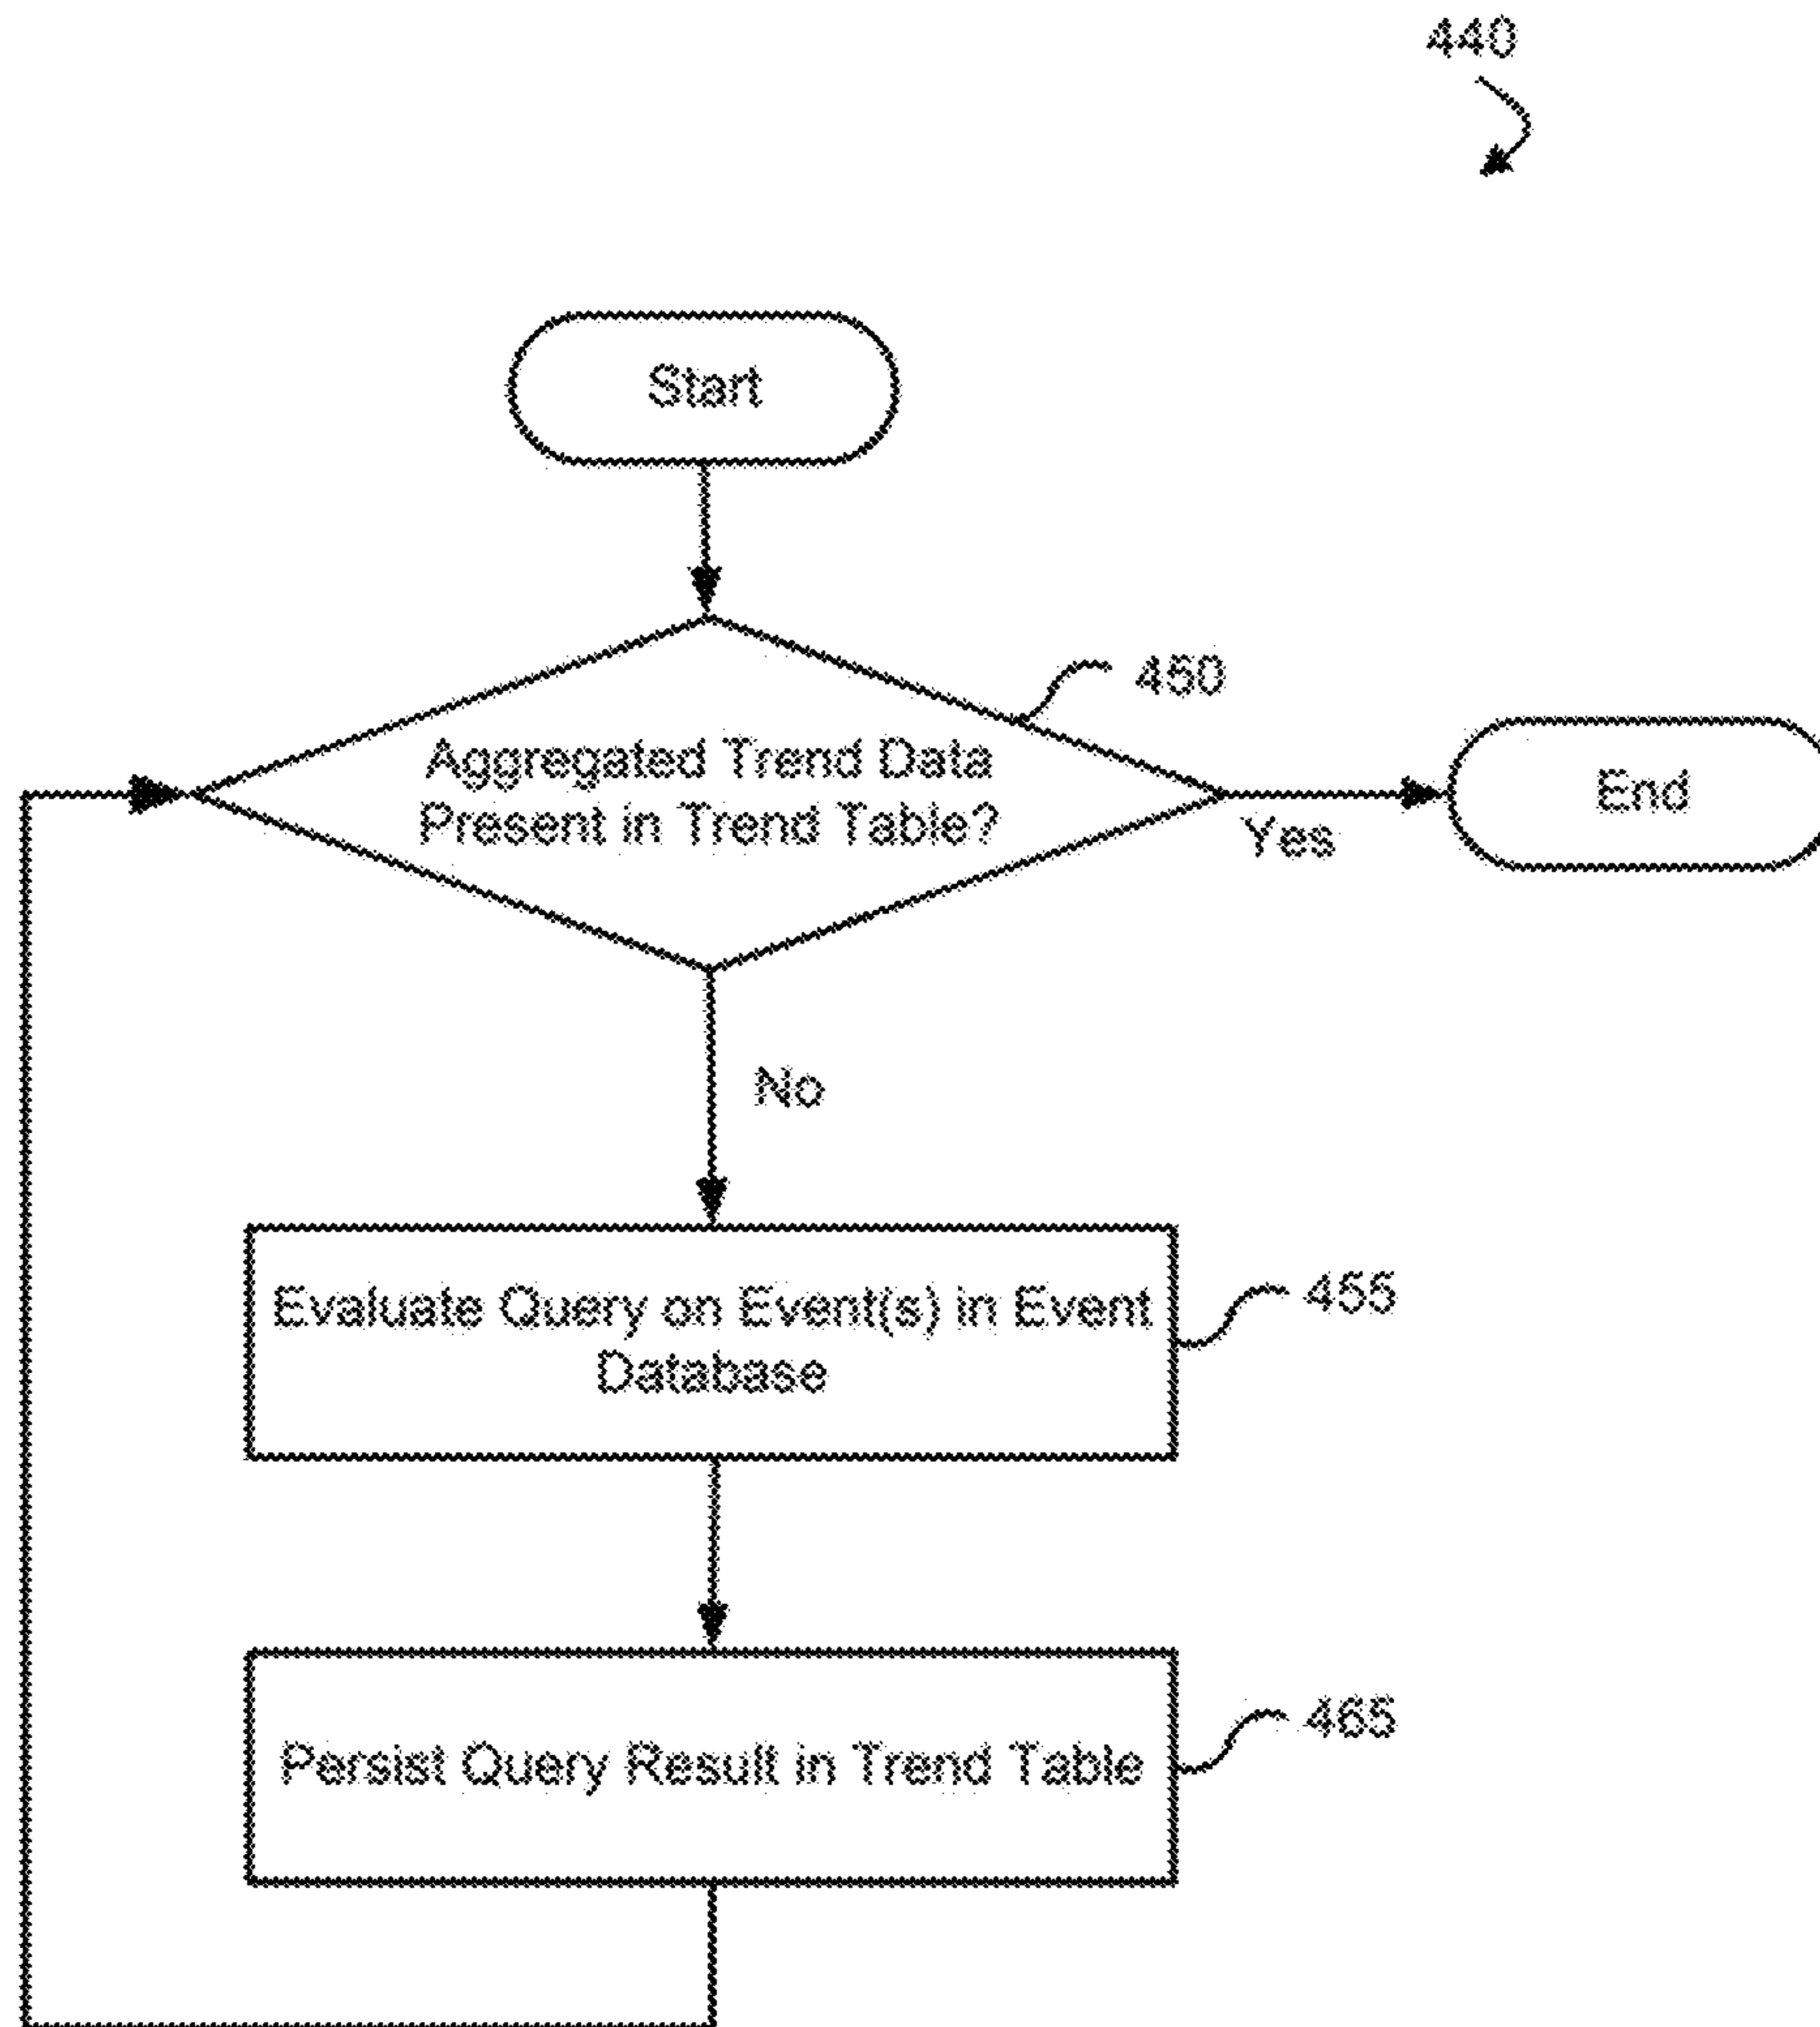 440
Start
450
Aggregated Trend Data
Present in Trend Table?
End
Yes
No
Evaluate Query on Event(s) in Event
Database
455
Persist Query Result in Trend Table
465